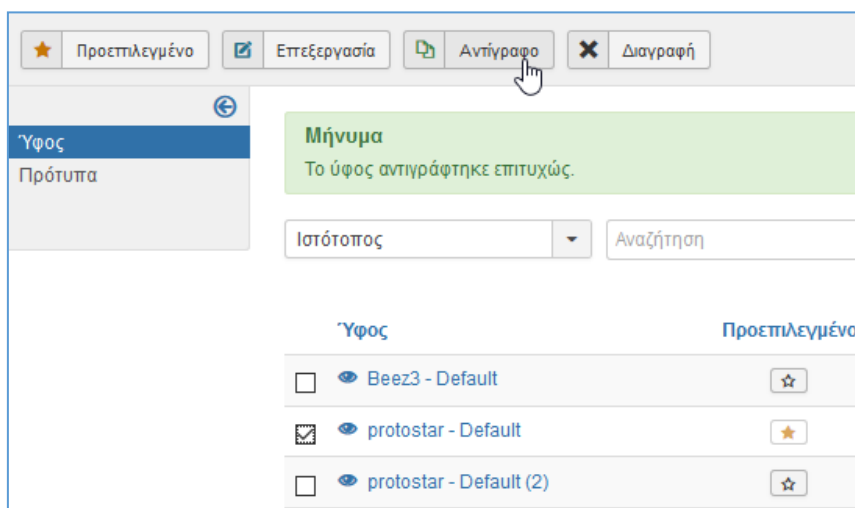 Προεπιλεγμένο Επεξεργασία Αντίγραφο Διαγραφή
Ύφος
Πρότυπα
Μήνυμα
Το ύφος αντιγράφτηκε επιτυχώς.
Ιστότοπος Αναζήτηση
Ύφος Προεπιλεγμένο
Beez3 - Default
protostar - Default
protostar - Default (2)